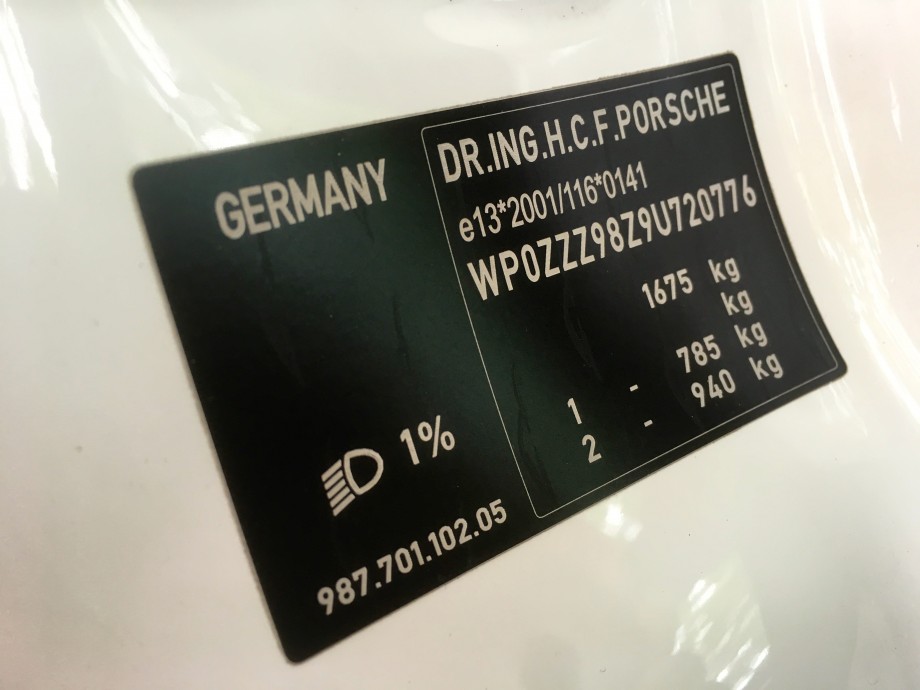 GERMANY
1%
987.701.102.05
DR.ING.H.C.F.PORSCHE
e13*2001/116*0141
WP0ZZZ98Z9U720776
1675 kg
kg
1 - 785 kg
2 - 940 kg